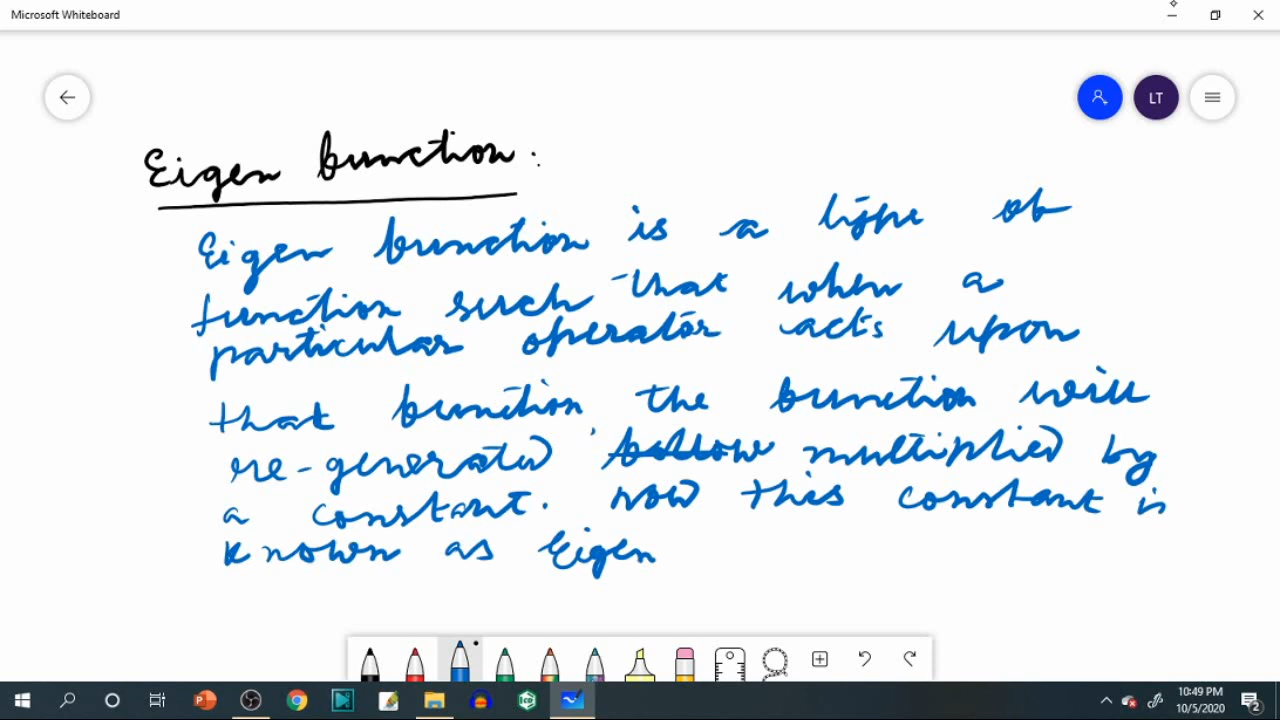 Microsoft Whiteboard
LT
Eigen function:
Eigen function is a type of
function such that when a
particular operator acts upon
that function the function will
re-generated, follow multiplied by
a constant. Now this constant is
known as Eigen
10:49 PM
10/5/2020
2